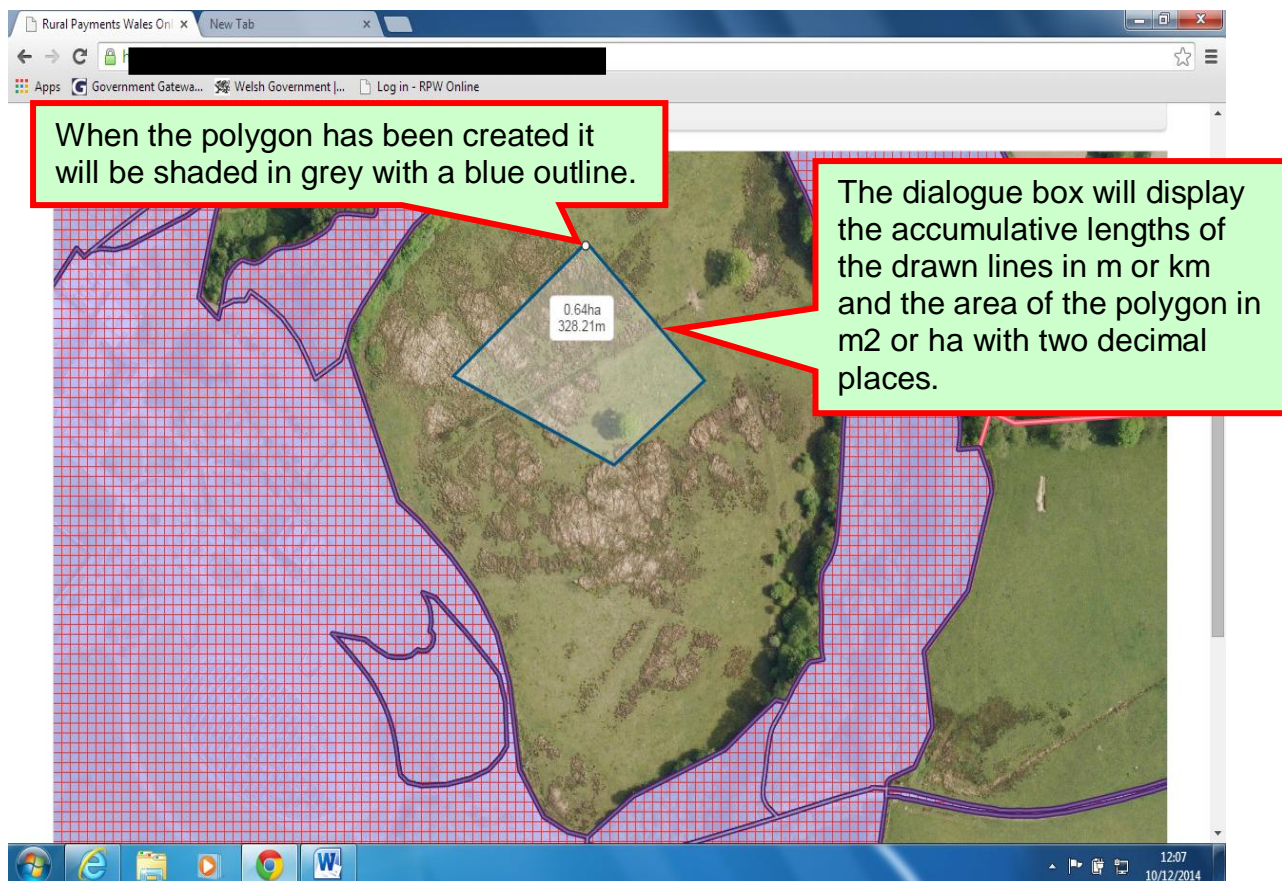 Rural Payments Wales Onl
New Tab
Apps
Government Gatewa...
Welsh Government |...
Log in - RPW Online
When the polygon has been created it
will be shaded in grey with a blue outline.
The dialogue box will display
the accumulative lengths of
the drawn lines in m or km
and the area of the polygon in
m2 or ha with two decimal
places.
0.64ha
328.21m
12:07
10/12/2014